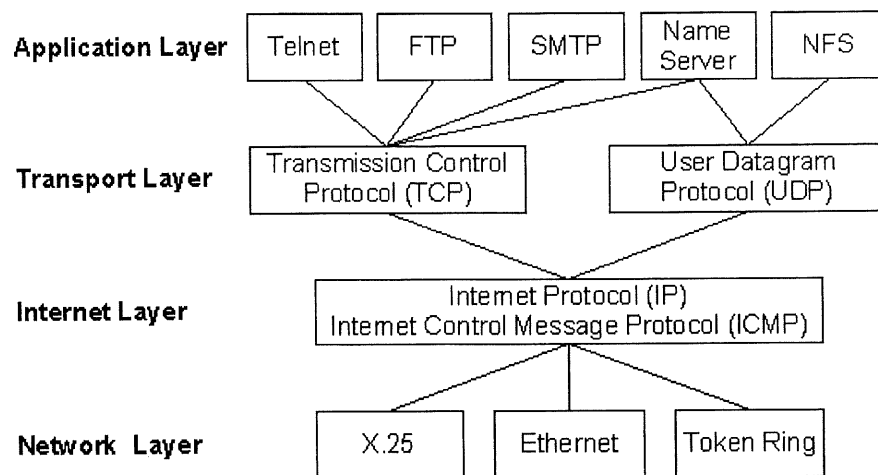 Application Layer
Telnet
FTP
SMTP
Name
Server
NFS
Transport Layer
Transmission Control
Protocol (TCP)
User Datagram
Protocol (UDP)
Internet Layer
Internet Protocol (IP)
Internet Control Message Protocol (ICMP)
Network Layer
X.25
Ethernet
Token Ring